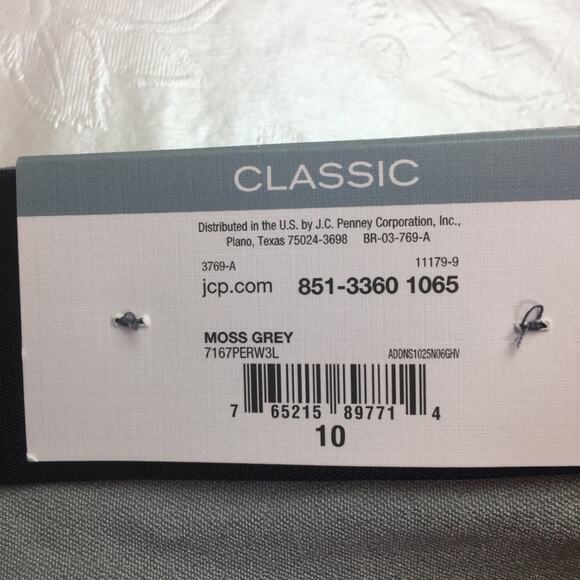 CLASSIC
Distributed in the U.S. by J.C. Penney Corporation, Inc.,
Plano, Texas 75024-3698 BR-03-769-A
3769-A 11179-9
jcp.com 851-3360 1065
MOSS GREY
7167PERW3L ADDNS1025N06GHV
7 65215 89771 4
10